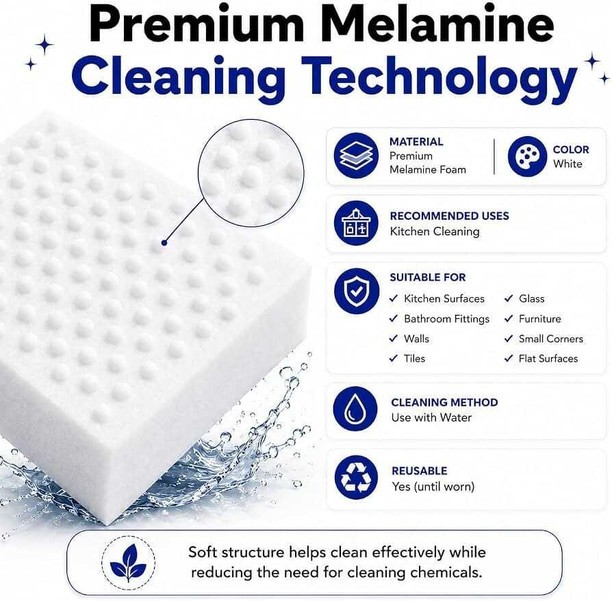 Premium Melamine
Cleaning Technology
MATERIAL
Premium
Melamine Foam
COLOR
White
RECOMMENDED USES
Kitchen Cleaning
SUITABLE FOR
Kitchen Surfaces
Glass
Bathroom Fittings
Furniture
Walls
Small Corners
Tiles
Flat Surfaces
CLEANING METHOD
Use with Water
REUSABLE
Yes (until worn)
Soft structure helps clean effectively while
reducing the need for cleaning chemicals.